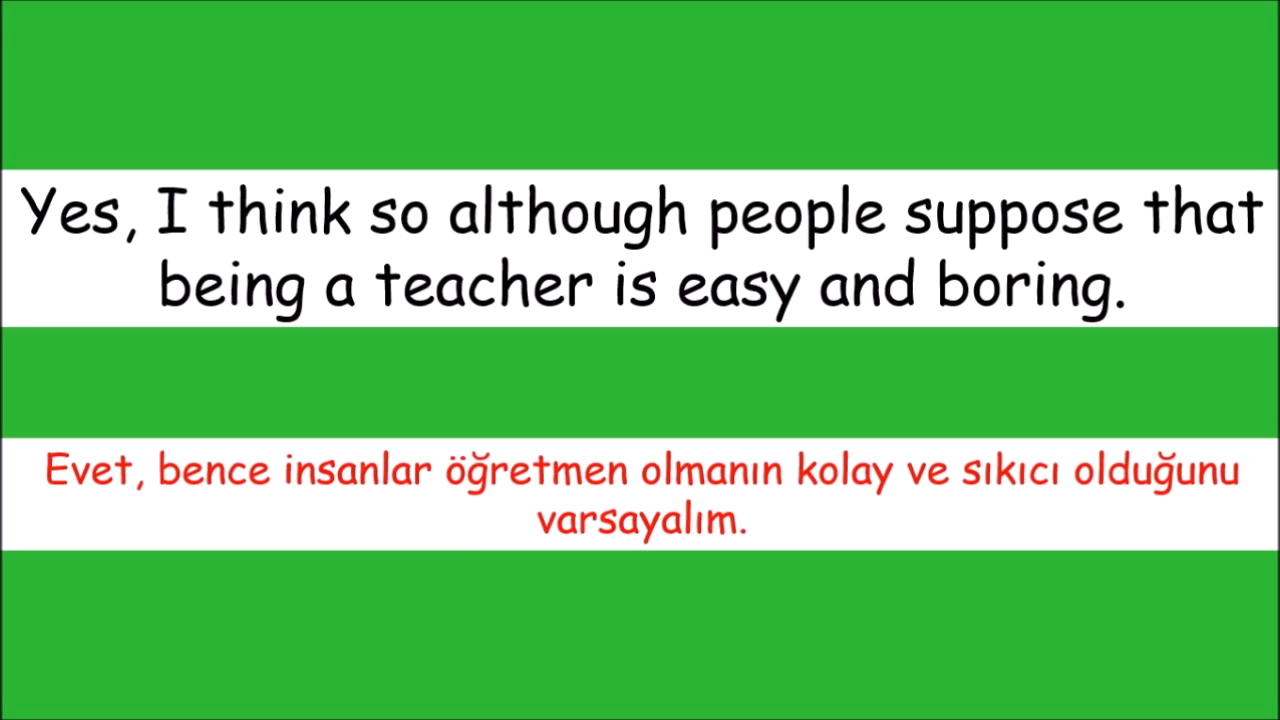 Yes, I think so although people suppose that
being a teacher is easy and boring.
Evet, bence insanlar öğretmen olmanın kolay ve sıkıcı olduğunu
varsayalım.